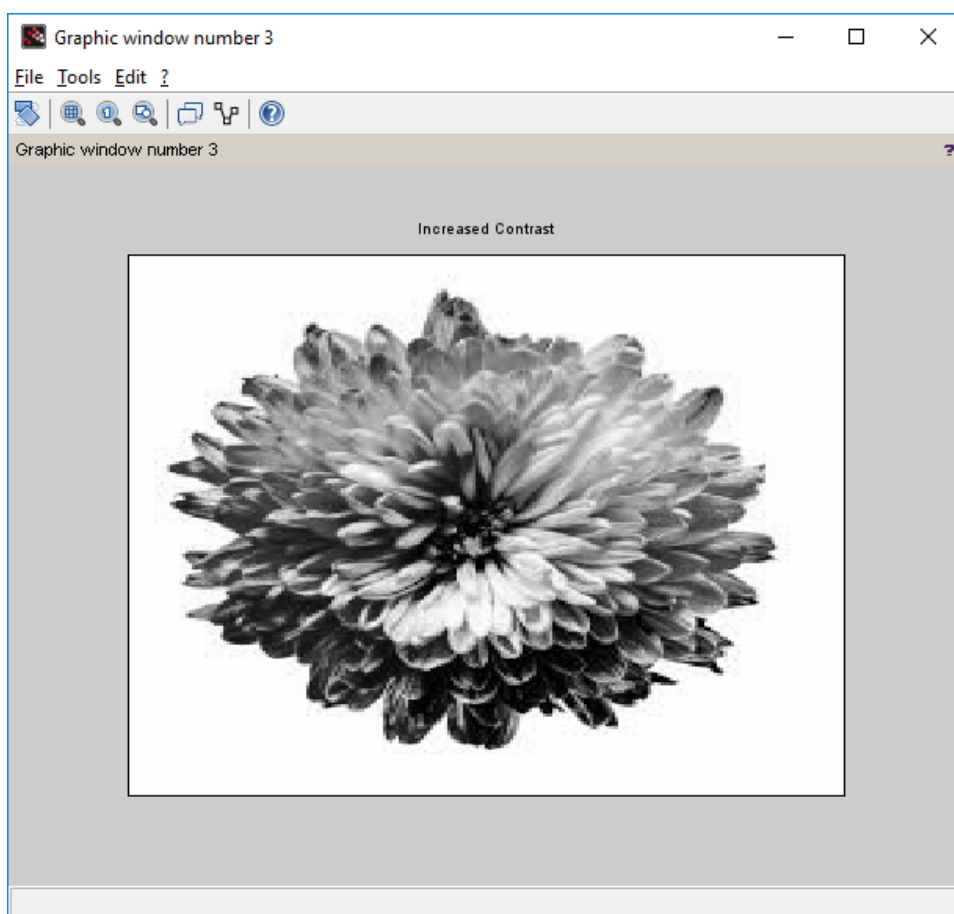 Graphic window number 3
File Tools Edit ?
Graphic window number 3 ?
Increased Contrast